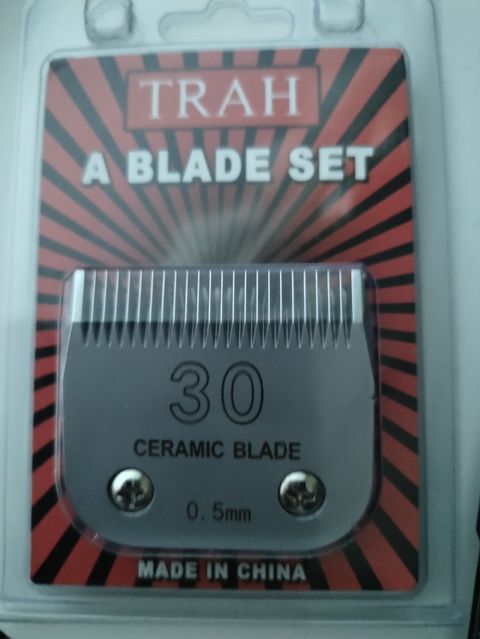 TRAH
A BLADE SET
30
CERAMIC BLADE
0.5mm
MADE IN CHINA